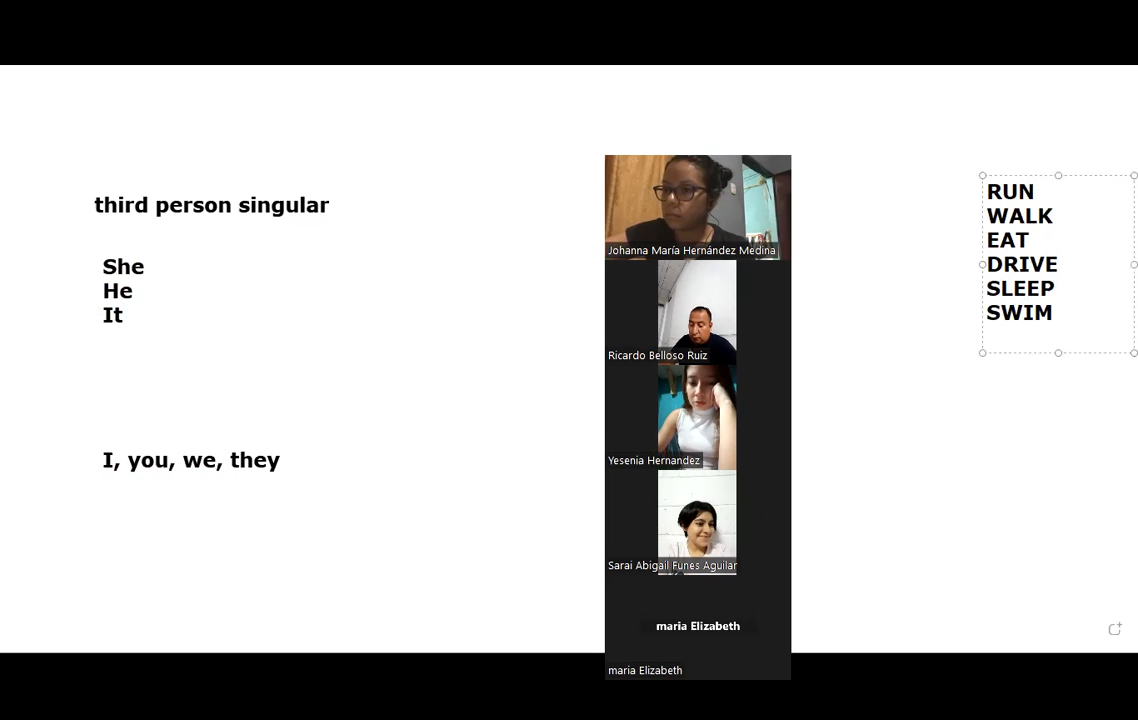 third person singular
She
He
It
I, you, we, they
Johanna María Hernández Medina
Ricardo Belloso Ruiz
Yesenia Hernandez
Sarai Abigail Funes Aguilar
maria Elizabeth
maria Elizabeth
RUN
WALK
EAT
DRIVE
SLEEP
SWIM